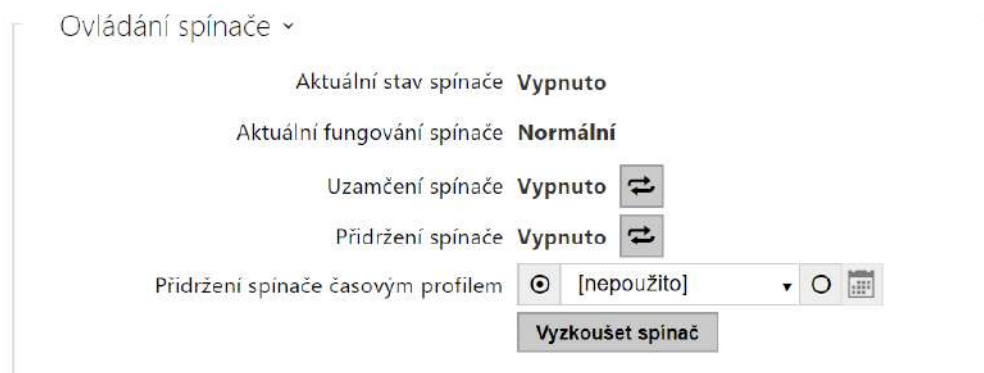 Ovládání spínače
Aktuální stav spínače Vypnuto
Aktuální fungování spínače Normální
Uzamčení spínače Vypnuto
Přidržení spínače Vypnuto
Přidržení spínače časovým profilem [nepoužito]
Vyzkoušet spínač